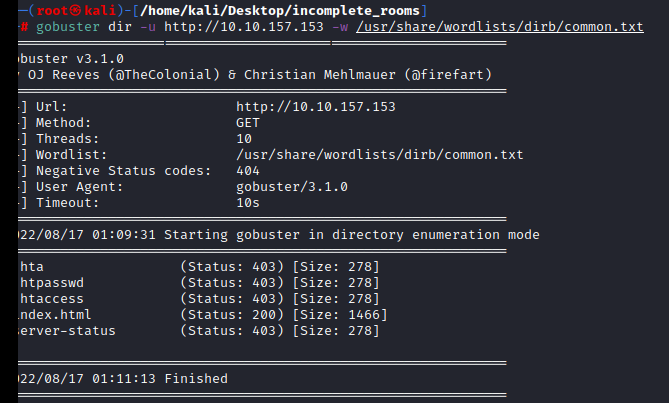 ─(root㉿kali)-[/home/kali/Desktop/incomplete_rooms]
# gobuster dir -u http://10.10.157.153 -w /usr/share/wordlists/dirb/common.txt
===============================================================
obuster v3.1.0
y OJ Reeves (@TheColonial) & Christian Mehlmauer (@firefart)
===============================================================
] Url: http://10.10.157.153
] Method: GET
] Threads: 10
] Wordlist: /usr/share/wordlists/dirb/common.txt
] Negative Status codes: 404
] User Agent: gobuster/3.1.0
] Timeout: 10s
===============================================================
022/08/17 01:09:31 Starting gobuster in directory enumeration mode
===============================================================
hta (Status: 403) [Size: 278]
htpasswd (Status: 403) [Size: 278]
htaccess (Status: 403) [Size: 278]
index.html (Status: 200) [Size: 1466]
server-status (Status: 403) [Size: 278]
===============================================================
022/08/17 01:11:13 Finished
===============================================================